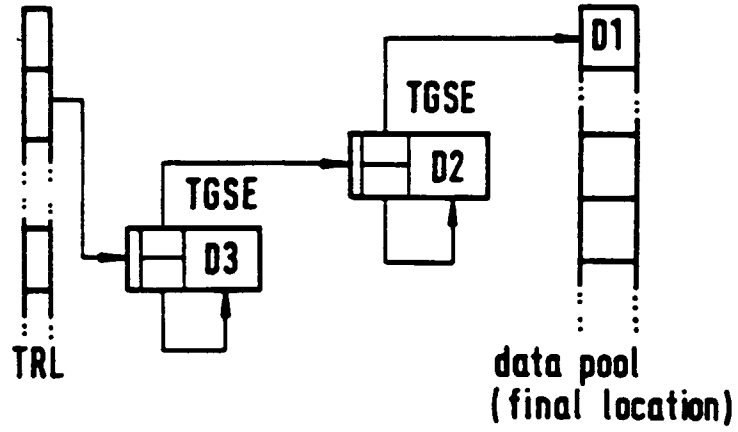 D1
TGSE
D2
TGSE
D3
TRL
data pool
(final location)